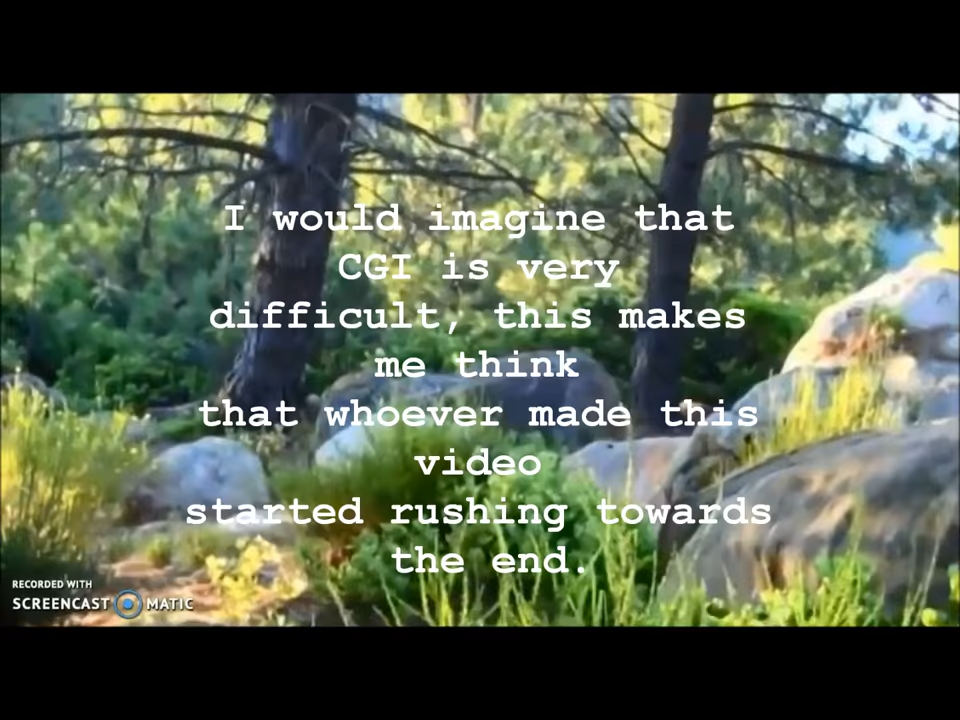 I would imagine that
CGI is very
difficult, this makes
me think
that whoever made this
video
started rushing towards
the end.
RECORDED WITH
SCREENCAST MATIC